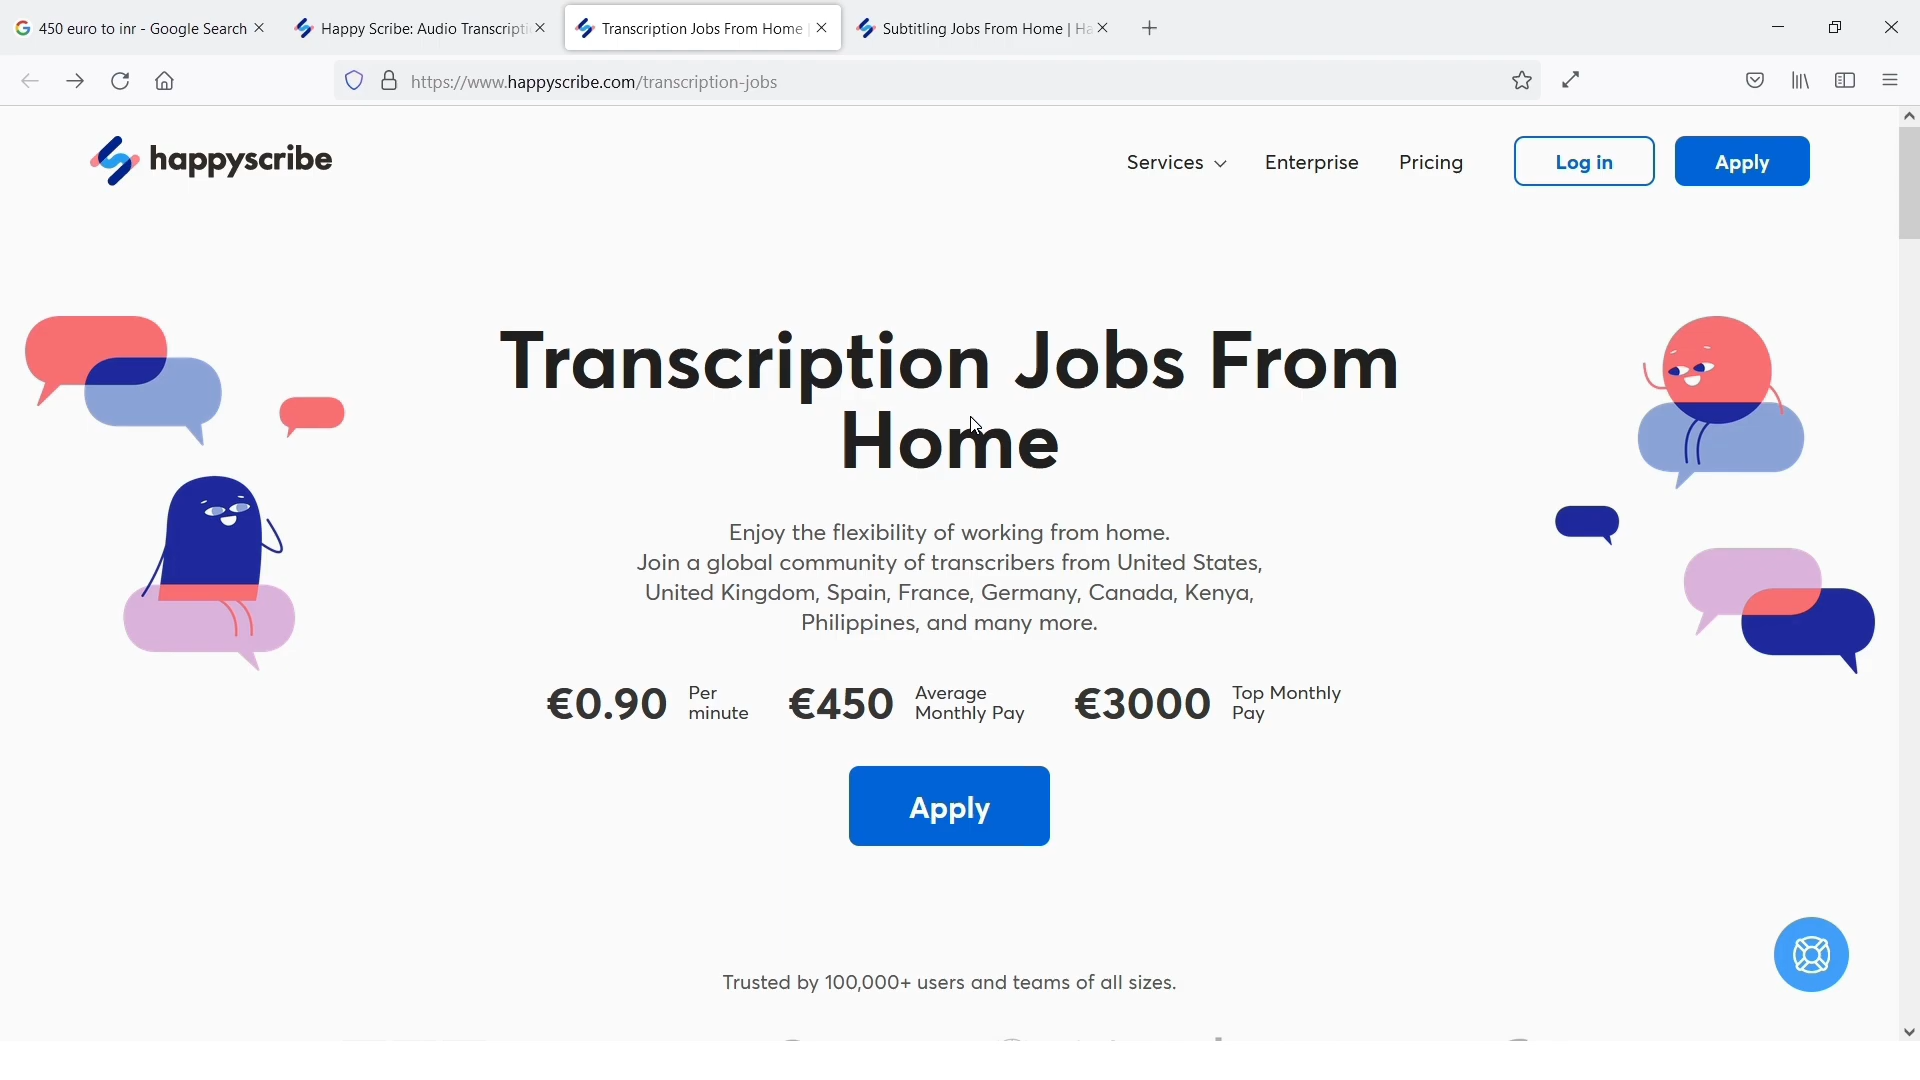 450 euro to inr - Google Search
Happy Scribe: Audio Transcripti
Transcription Jobs From Home
Subtitling Jobs From Home | Ha
https://www.happyscribe.com/transcription-jobs
happyscribe
Services
Enterprise
Pricing
Log in
Apply
Transcription Jobs From
Home
Enjoy the flexibility of working from home.
Join a global community of transcribers from United States,
United Kingdom, Spain, France, Germany, Canada, Kenya,
Philippines, and many more.
€0.90 Per minute
€450 Average Monthly Pay
€3000 Top Monthly Pay
Apply
Trusted by 100,000+ users and teams of all sizes.